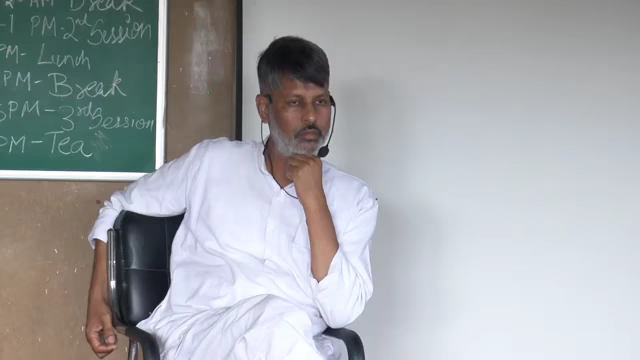 AM Break
-1 PM-2nd Session
PM- Lunch
PM- Break
PM-3rd Session
PM- Tea